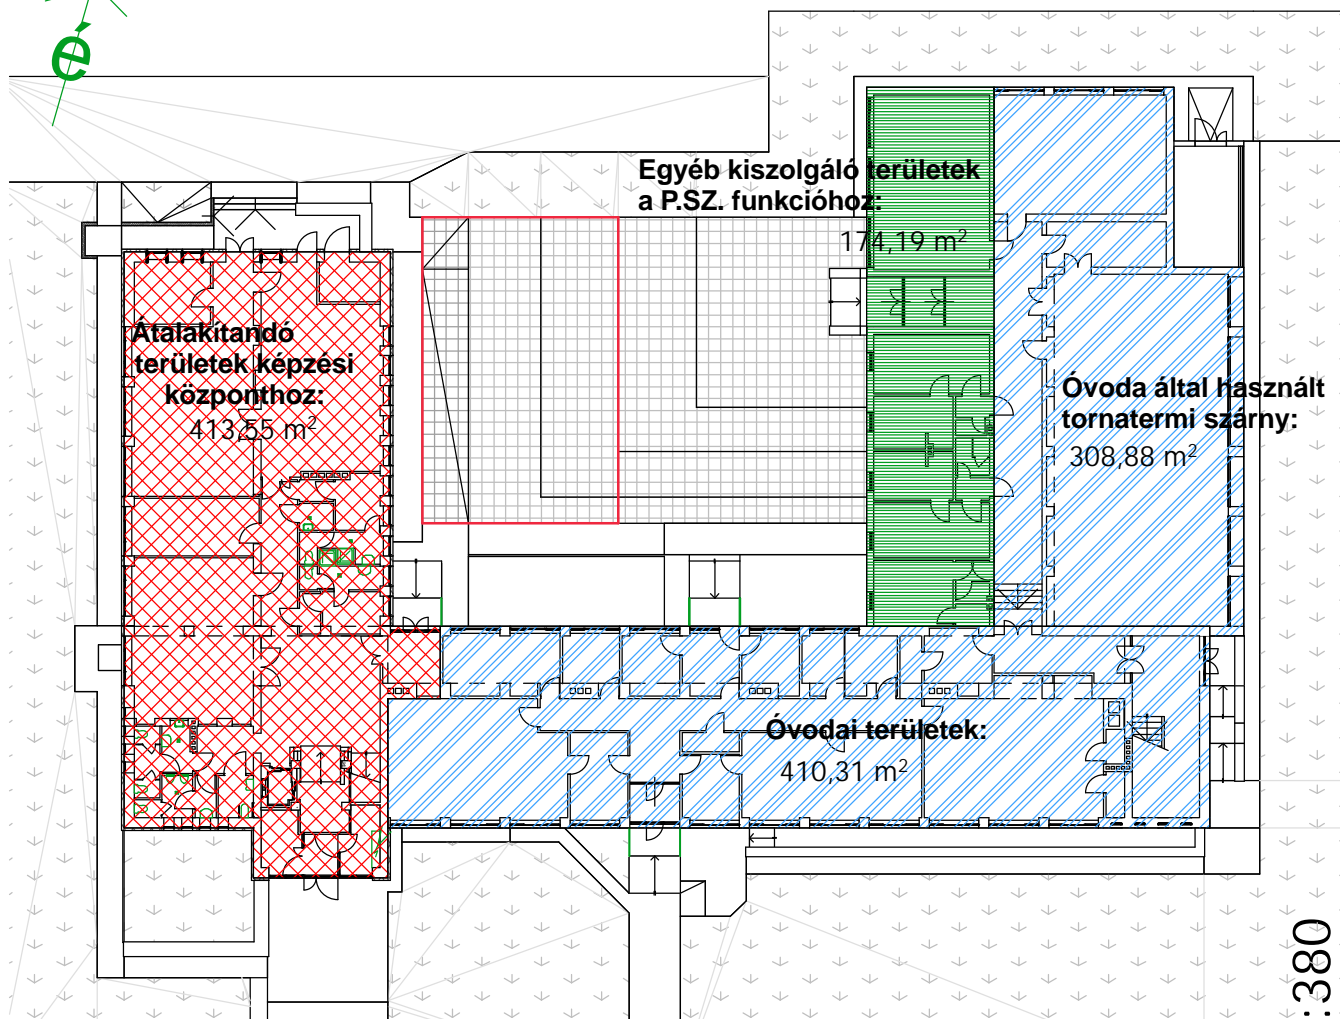 é
Egyéb kiszolgáló területek
a P.SZ. funkcióhoz:
174,19 m²
Átalakítandó
területek képzési
központhoz:
413,55 m²
Óvoda által használt
tornatermi szárny:
308,88 m²
Óvodai területek:
410,31 m²
:380